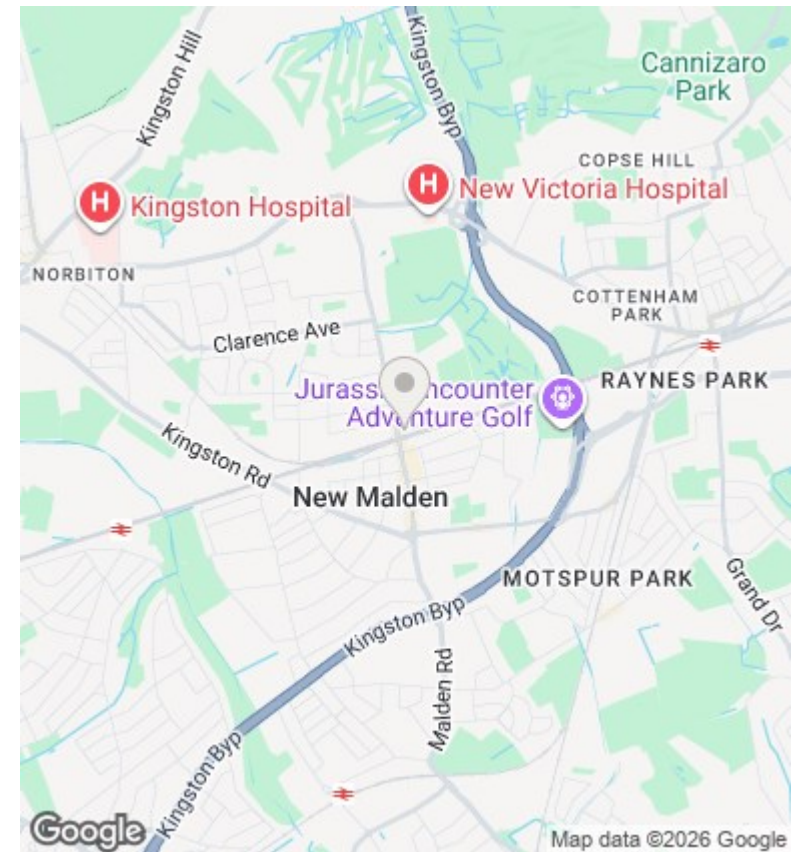 Kingston Hill
Kingston Byp
Cannizaro
Park
COPSE HILL
H
Kingston Hospital
H
New Victoria Hospital
NORBITON
COTTENHAM
PARK
Clarence Ave
RAYNES PARK
Encounter
Adventure Golf
Kingston Rd
New Malden
MOTSPUR PARK
Grand Dr
Kingston Byp
Malden Rd
Kingston Byp
Google
Map data ©2026 Google